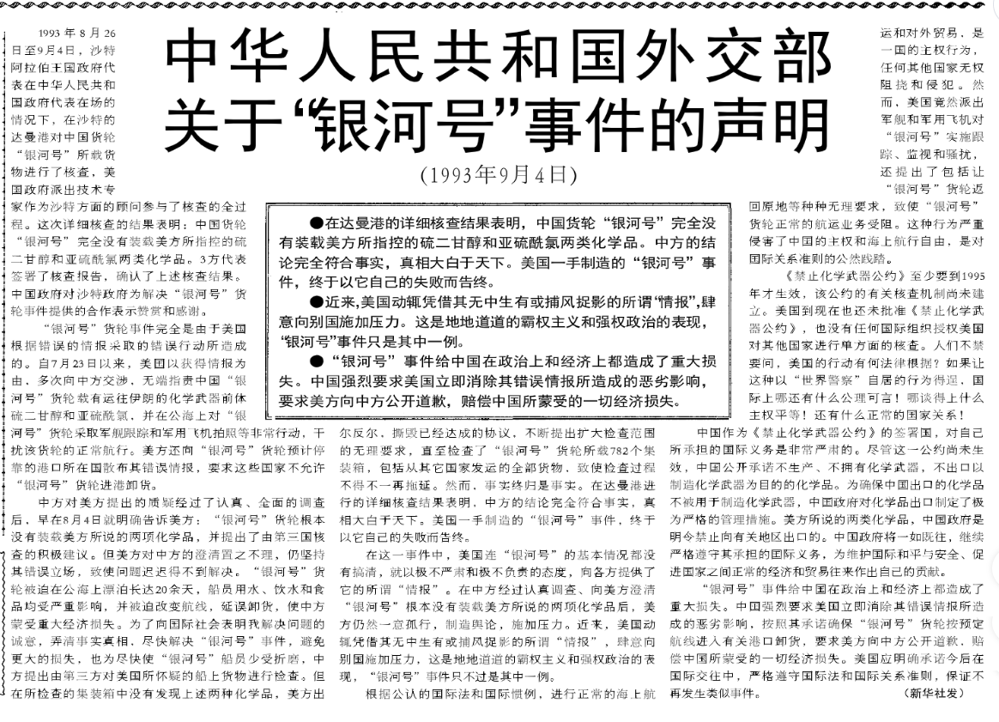 中华人民共和国外交部
关于“银河号”事件的声明
(1993年9月4日)
1993年8月26
日至9月4日，沙特
阿拉伯王国政府代
表在中华人民共和
国政府代表在场的
情况下，在沙特的
达曼港对中国货轮
“银河号”所载货
物进行了核查，美
国政府派出技术专
家作为沙特方面的顾问参与了核查的全过
程。这次详细核查的结果表明：中国货轮
“银河号”完全没有装载美方所指控的硫
二甘醇和亚硫酰氯两类化学品。3方代表
签署了核查报告，确认了上述核查结果。
中国政府对沙特政府为解决“银河号”货
轮事件提供的合作表示赞赏和感谢。
“银河号”货轮事件完全是由于美国
根据错误的情报采取的错误行动所造成
的。自7月23日以来，美国以获得情报为
由，多次向中方交涉，无端指责中国“银
河号”货轮载有运往伊朗的化学武器前体
硫二甘醇和亚硫酰氯，并在公海上对“银
河号”货轮采取军舰跟踪和军用飞机拍照等非常行动，干
扰该货轮的正常航行。美方还向“银河号”货轮预计停
靠的港口所在国散布其错误情报，要求这些国家不允许
“银河号”货轮进港卸货。
中方对美方提出的质疑经过了认真、全面的调查
后，早在8月4日就明确告诉美方：“银河号”货轮根本
没有装载美方所说的两项化学品，并提出了由第三国核
查的积极建议。但美方对中方的澄清置之不理，仍坚持
其错误立场，致使问题迟迟得不到解决。“银河号”货
轮被迫在公海上漂泊长达20余天，船员用水、饮水和食
品均受严重影响，并被迫改变航线，延误卸货，使中方
蒙受重大经济损失。为了向国际社会表明我解决问题的
诚意，弄清事实真相，尽快解决“银河号”事件，避免
更大的损失，也为尽快使“银河号”船员少受折磨，中
方提出由第三方对美国所怀疑的船上货物进行检查。但
在所检查的集装箱中没有发现上述两种化学品，美方出
●在达曼港的详细核查结果表明，中国货轮“银河号”完全没
有装载美方所指控的硫二甘醇和亚硫酰氯两类化学品。中方的结
论完全符合事实，真相大白于天下。美国一手制造的“银河号”事
件，终于以它自己的失败而告终。
●近来,美国动辄凭借其无中生有或捕风捉影的所谓“情报”,肆
意向别国施加压力。这是地地道道的霸权主义和强权政治的表现，
“银河号”事件只是其中一例。
●“银河号”事件给中国在政治上和经济上都造成了重大损
失。中国强烈要求美国立即消除其错误情报所造成的恶劣影响，
要求美方向中方公开道歉，赔偿中国所蒙受的一切经济损失。
尔反尔，撕毁已经达成的协议，不断提出扩大检查范围
的无理要求，直至检查了“银河号”货轮所载782个集
装箱，包括从其它国家发运的全部货物，致使检查过程
不得不一再拖延。然而，事实终归是事实。在达曼港进
行的详细核查结果表明，中方的结论完全符合事实，真
相大白于天下。美国一手制造的“银河号”事件，终于
以它自己的失败而告终。
在这一事件中，美国连“银河号”的基本情况都没
有搞清，就以极不严肃和极不负责的态度，向各方提供了
它的所谓“情报”。在中方经过认真调查、向美方澄清
“银河号”根本没有装载美方所说的两项化学品后，美
方仍然一意孤行，制造舆论，施加压力。近来，美国动
辄凭借其无中生有或捕风捉影的所谓“情报”，肆意向
别国施加压力，这是地地道道的霸权主义和强权政治的表
现，“银河号”事件只不过是其中一例。
根据公认的国际法和国际惯例，进行正常的海上航
运和对外贸易，是
一国的主权行为，
任何其他国家无权
阻挠和侵犯。然
而，美国竟然派出
军舰和军用飞机对
“银河号”实施跟
踪、监视和骚扰，
还提出了包括让
“银河号”货轮返
回原地等种种无理要求，致使“银河号”
货轮正常的航运业务受阻。这种行为严重
侵害了中国的主权和海上航行自由，是对
国际关系准则的公然践踏。
《禁止化学武器公约》至少要到1995
年才生效，该公约的有关核查机制尚未建
立。美国到现在也还未批准《禁止化学武
器公约》，也没有任何国际组织授权美国
对其他国家进行单方面的核查。人们不禁
要问，美国的行动有何法律根据？如果让
这种以“世界警察”自居的行为得逞，国
际上哪还有什么公理可言！哪谈得上什么
主权平等！还有什么正常的国家关系！
中国作为《禁止化学武器公约》的签署国，对自己
所承担的国际义务是非常严肃的。尽管这一公约尚未生
效，中国公开承诺不生产、不拥有化学武器，不出口以
制造化学武器为目的的化学品。为确保中国出口的化学品
不被用于制造化学武器，中国政府对化学品出口制定了极
为严格的管理措施。美方所说的两类化学品，中国政府是
明令禁止向有关地区出口的。中国政府将一如既往，继续
严格遵守其承担的国际义务，为维护国际和平与安全、促
进国家之间正常的经济和贸易往来作出自己的贡献。
“银河号”事件给中国在政治上和经济上都造成了
重大损失。中国强烈要求美国立即消除其错误情报所造
成的恶劣影响，按照其承诺确保“银河号”货轮按预定
航线进入有关港口卸货，要求美方向中方公开道歉，赔
偿中国所蒙受的一切经济损失。美国应明确承诺今后在
国际交往中，严格遵守国际法和国际关系准则，保证不
再发生类似事件。
（新华社发）